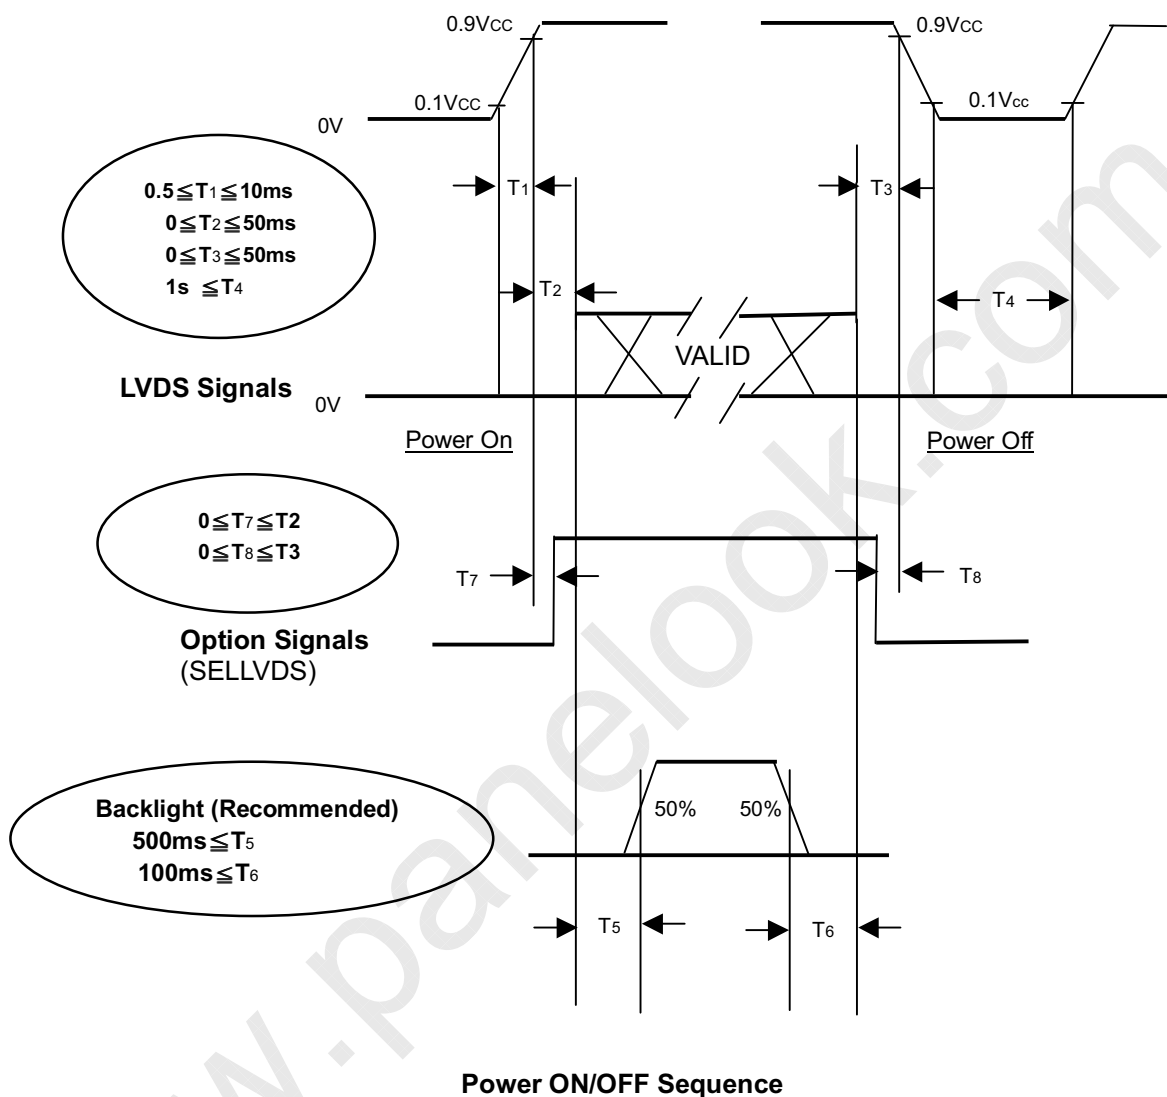 0.9VCC
0.9VCC
0.1VCC
0.1Vcc
0V
0.5≦T1≦10ms
0≦T2≦50ms
0≦T3≦50ms
1s ≦T4
T1
T3
T2
T4
VALID
LVDS Signals
0V
Power On
Power Off
0≦T7≦T2
0≦T8≦T3
T7
T8
Option Signals
(SELLVDS)
Backlight (Recommended)
500ms≦T5
100ms≦T6
50%
50%
T5
T6
Power ON/OFF Sequence
w.panelook.com